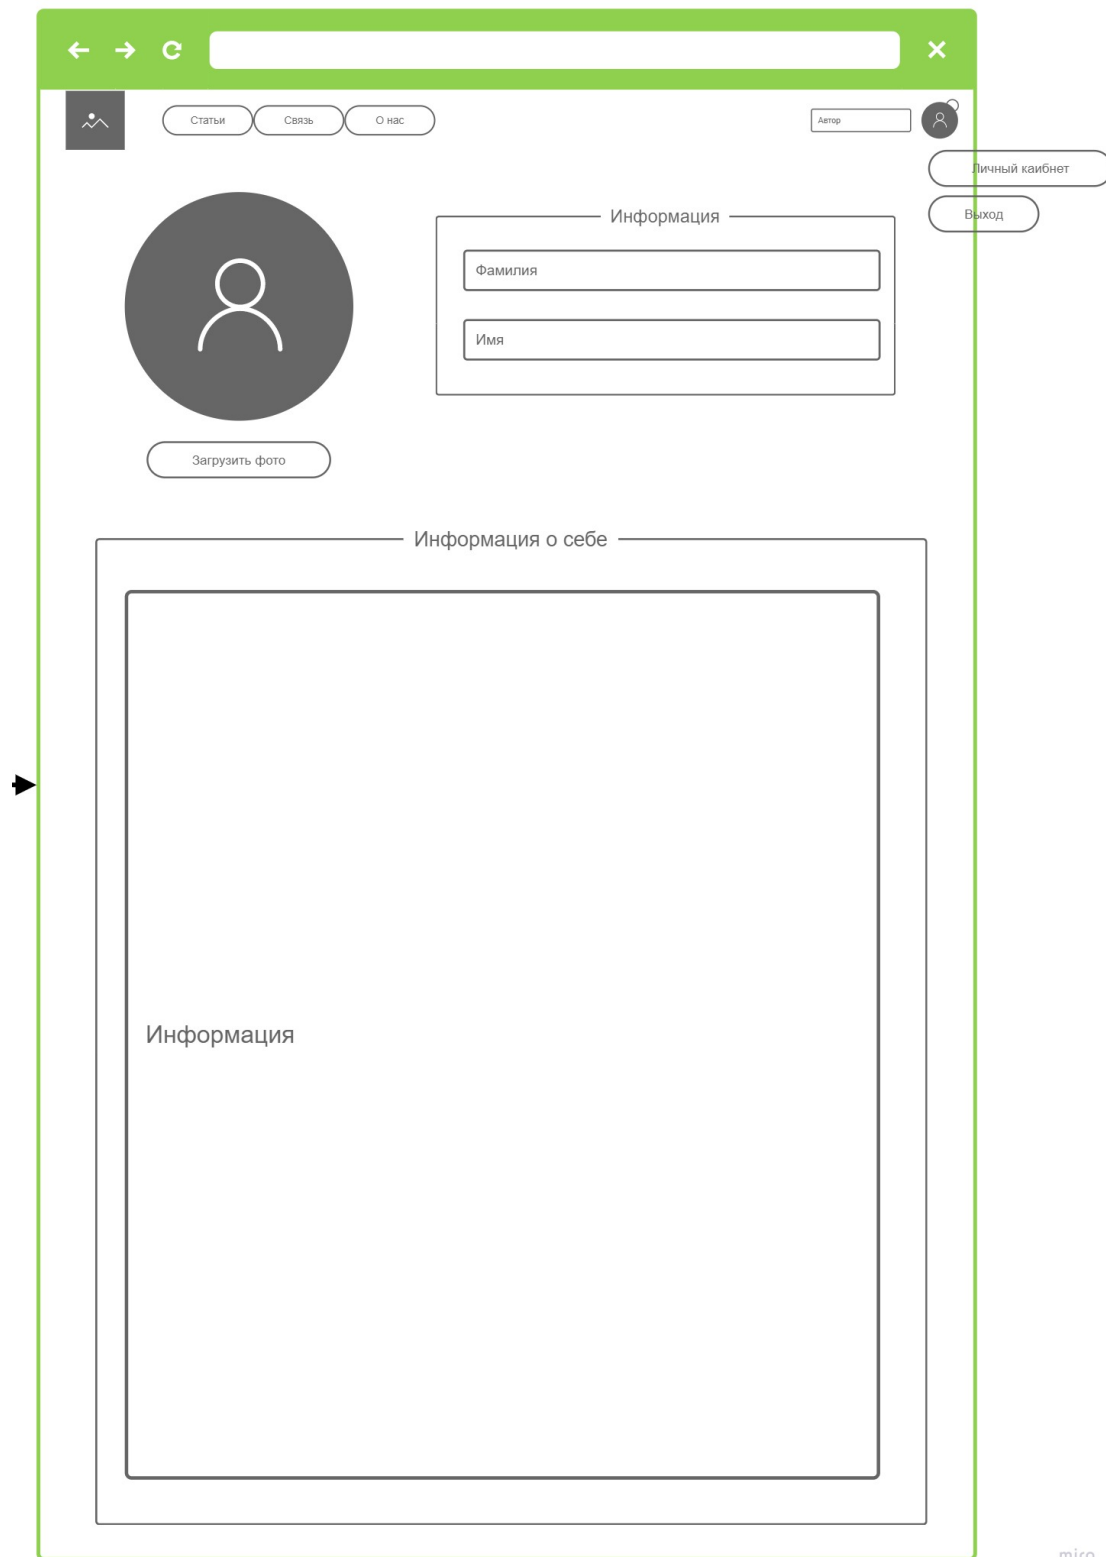 Статьи
Связь
О нас
Автор
Личный каибнет
Выход
Информация
Фамилия
Имя
Загрузить фото
Информация о себе
Информация
miro